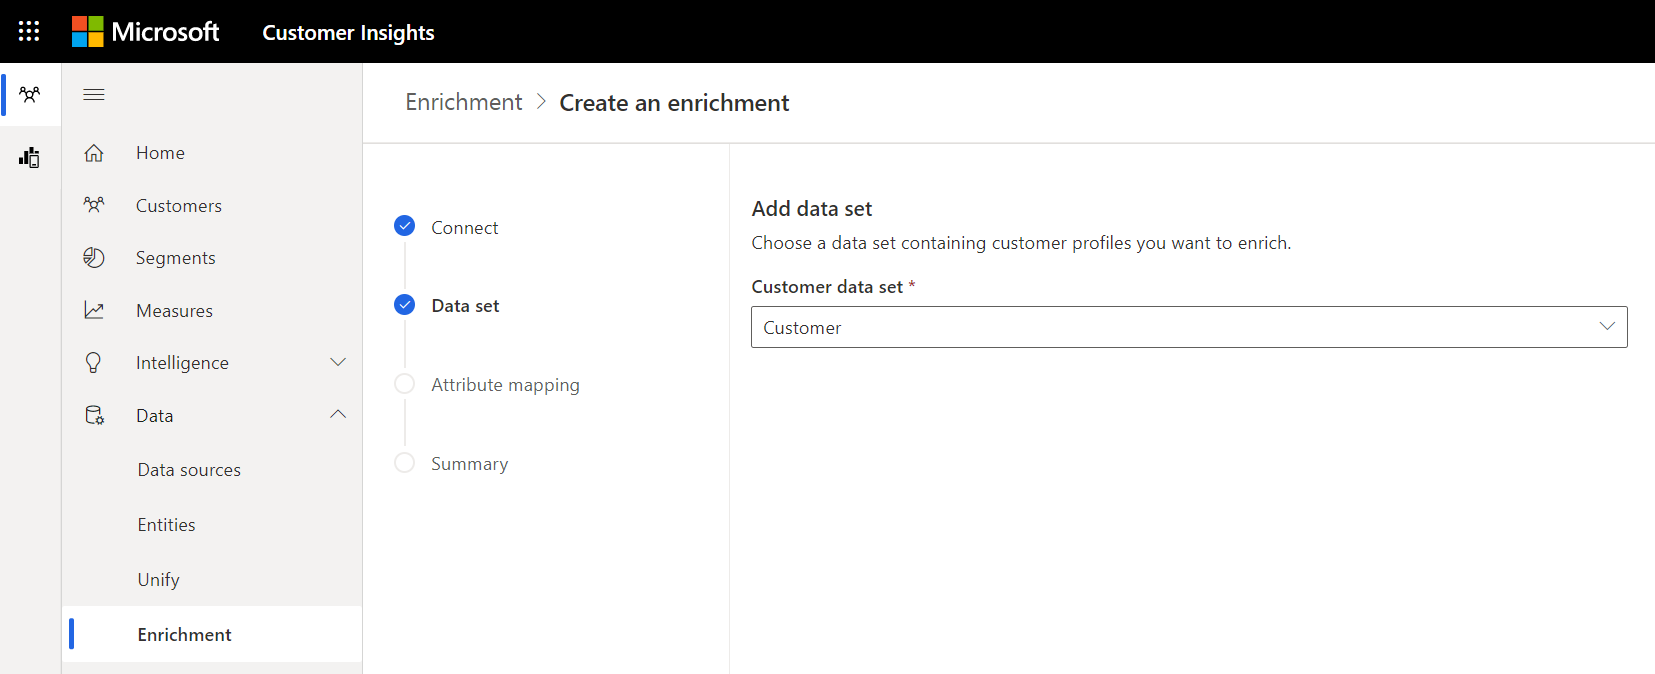 Microsoft Customer Insights
Home
Customers
Segments
Measures
Intelligence
Data
Data sources
Entities
Unify
Enrichment
Enrichment > Create an enrichment
Connect
Data set
Attribute mapping
Summary
Add data set
Choose a data set containing customer profiles you want to enrich.
Customer data set *
Customer